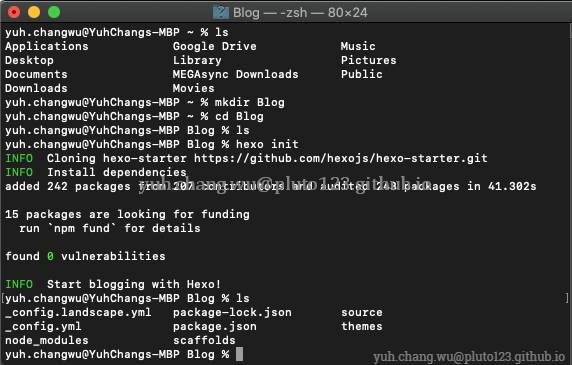 Blog — -zsh — 80×24
yuh.changwu@YuhChangs-MBP ~ % ls
Applications Google Drive Music
Desktop Library Pictures
Documents MEGAsync Downloads Public
Downloads Movies
yuh.changwu@YuhChangs-MBP ~ % mkdir Blog
yuh.changwu@YuhChangs-MBP ~ % cd Blog
yuh.changwu@YuhChangs-MBP Blog % ls
yuh.changwu@YuhChangs-MBP Blog % hexo init
INFO Cloning hexo-starter https://github.com/hexojs/hexo-starter.git
INFO Install dependencies
added 242 packages from 207 contributors and audited 243 packages in 41.302s
yuh.chang.wu@pluto123.github.io
15 packages are looking for funding
run `npm fund` for details
found 0 vulnerabilities
INFO Start blogging with Hexo!
[yuh.changwu@YuhChangs-MBP Blog % ls ]
_config.landscape.yml package-lock.json source
_config.yml package.json themes
node_modules scaffolds
yuh.changwu@YuhChangs-MBP Blog %
yuh.chang.wu@pluto123.github.io